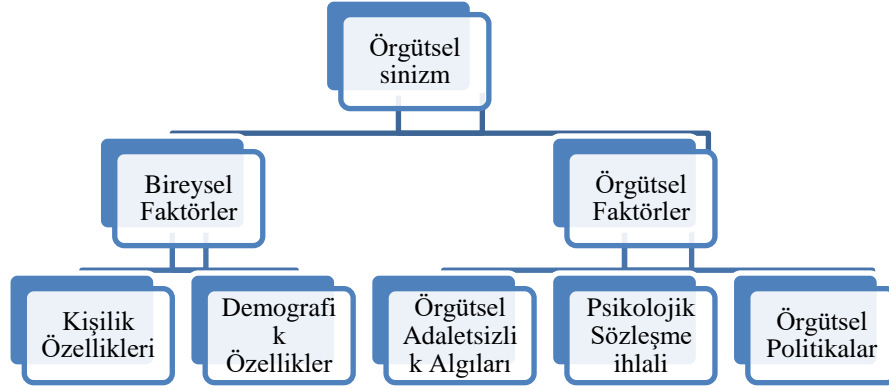 Örgütsel
sinizm
Bireysel
Faktörler
Örgütsel
Faktörler
Kişilik
Özellikleri
Demografi
k
Özellikler
Örgütsel
Adaletsizli
k Algıları
Psikolojik
Sözleşme
ihlali
Örgütsel
Politikalar